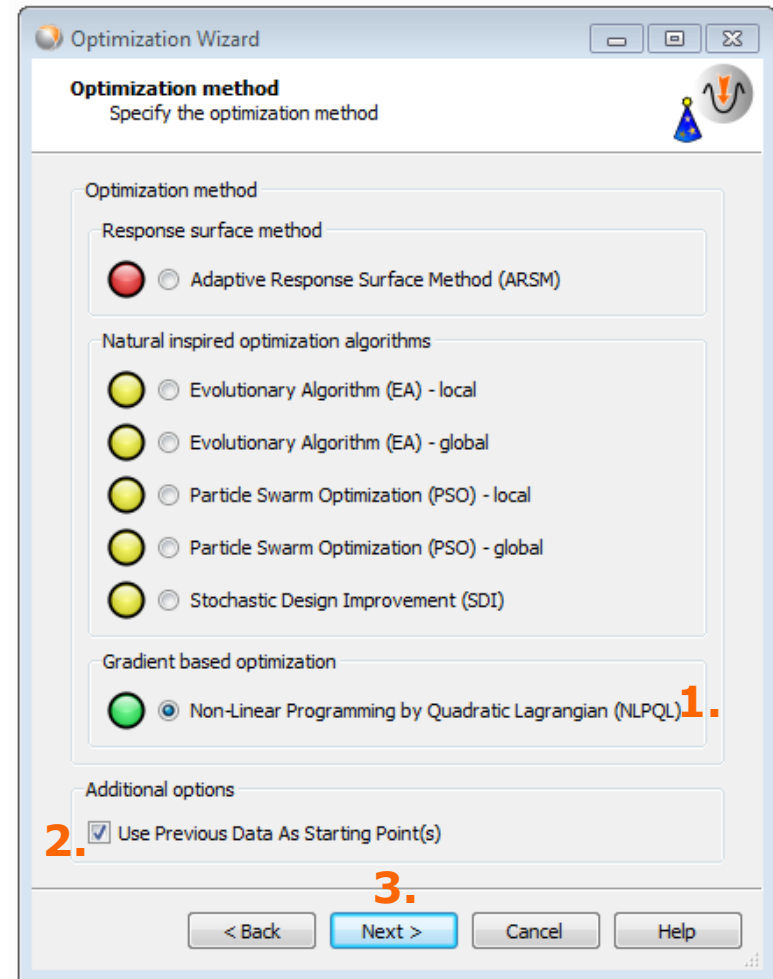 Optimization Wizard
Optimization method
Specify the optimization method
Optimization method
Response surface method
Adaptive Response Surface Method (ARSM)
Natural inspired optimization algorithms
Evolutionary Algorithm (EA) - local
Evolutionary Algorithm (EA) - global
Particle Swarm Optimization (PSO) - local
Particle Swarm Optimization (PSO) - global
Stochastic Design Improvement (SDI)
Gradient based optimization
Non-Linear Programming by Quadratic Lagrangian (NLPQL) 1.
Additional options
2. Use Previous Data As Starting Point(s)
3.
< Back Next > Cancel Help